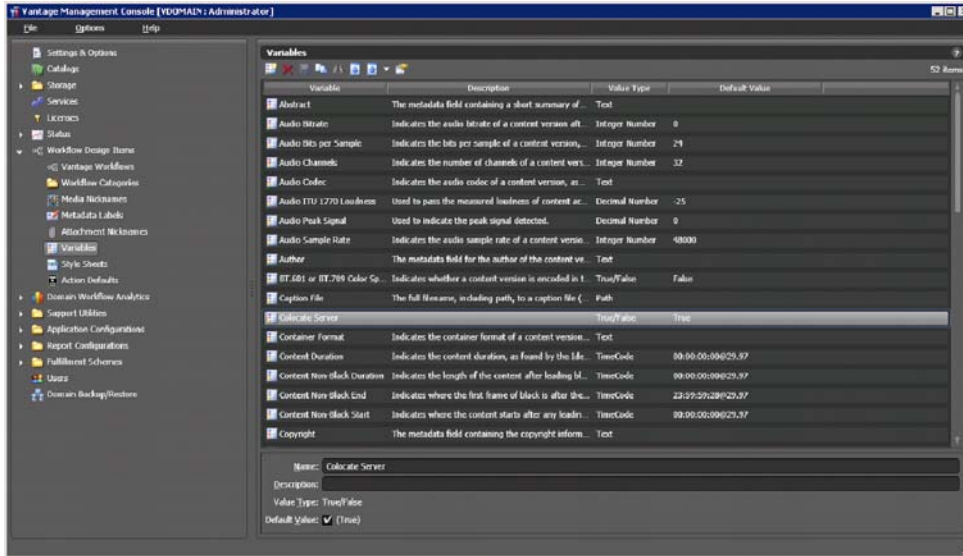 Vantage Management Console [VDOMAIN : Administrator]
File Options Help
Settings & Options
Catalogs
Storage
Services
Licenses
Status
Workflow Design Items
Vantage Workflows
Workflow Categories
Media Nicknames
Metadata Labels
Attachment Nicknames
Variables
Style Sheets
Action Defaults
Domain Workflow Analytics
Support Utilities
Application Configurations
Report Configurations
Fulfillment Schemes
Users
Domain Backup/Restore
Variables
52 Items
Variable Description Value Type Default Value
Abstract The metadata field containing a short summary of... Text
Audio Bitrate Indicates the audio bitrate of a content version aft... Integer Number 0
Audio Bits per Sample Indicates the bits per sample of a content version,... Integer Number 24
Audio Channels Indicates the number of channels of a content vers... Integer Number 32
Audio Codec Indicates the audio codec of a content version, as... Text
Audio ITU 1770 Loudness Used to pass the measured loudness of content ac... Decimal Number -25
Audio Peak Signal Used to indicate the peak signal detected. Decimal Number 0
Audio Sample Rate Indicates the audio sample rate of a content versio... Integer Number 48000
Author The metadata field for the author of the content ve... Text
BT.601 or BT.709 Color Sp... Indicates whether a content version is encoded in t... True/False False
Caption File The full filename, including path, to a caption file (... Path
Colocate Server True/False True
Container Format Indicates the container format of a content version... Text
Content Duration Indicates the content duration, as found by the Ide... TimeCode 00:00:00:00@29.97
Content Non-Black Duration Indicates the length of the content after leading bl... TimeCode 00:00:00:00@29.97
Content Non-Black End Indicates where the first frame of black is after the... TimeCode 23:59:59:28@29.97
Content Non-Black Start Indicates where the content starts after any leadin... TimeCode 00:00:00:00@29.97
Copyright The metadata field containing the copyright inform... Text
Name: Colocate Server
Description:
Value Type: True/False
Default Value: (True)